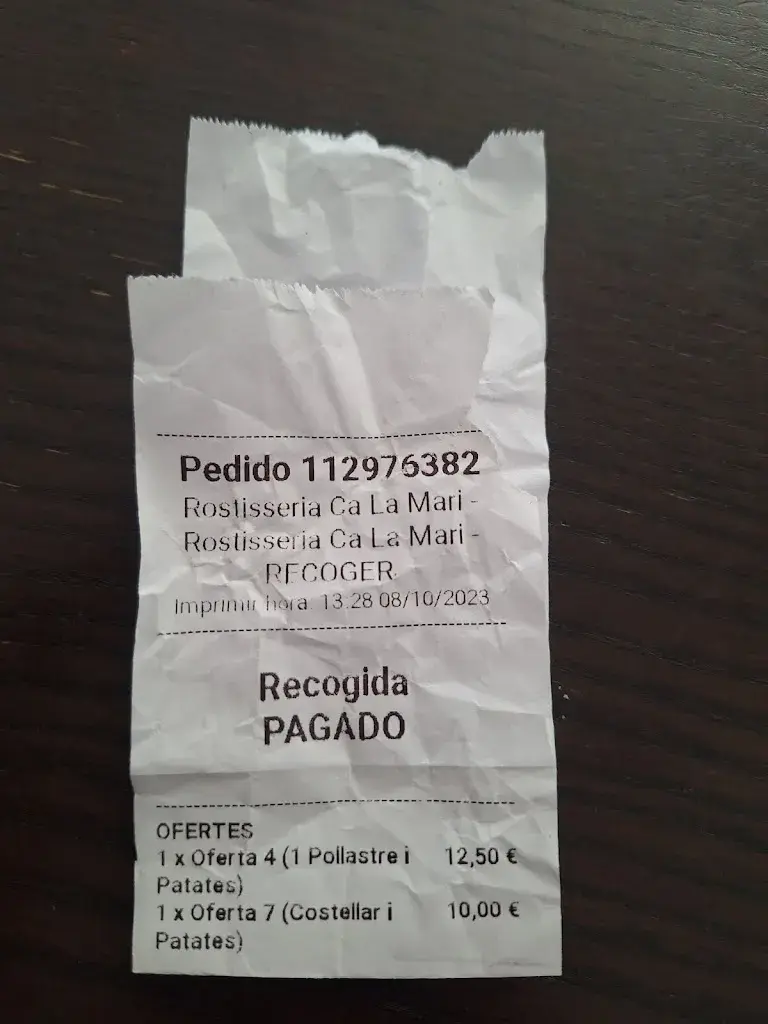 Pedido 112976382
Rostisseria Ca La Mari -
Rostisseria Ca La Mari -
RECOGER
Imprimir hora: 13:28 08/10/2023
Recogida
PAGADO
OFERTES
1 x Oferta 4 (1 Pollastre i 12,50 €
Patates)
1 x Oferta 7 (Costellar i 10,00 €
Patates)